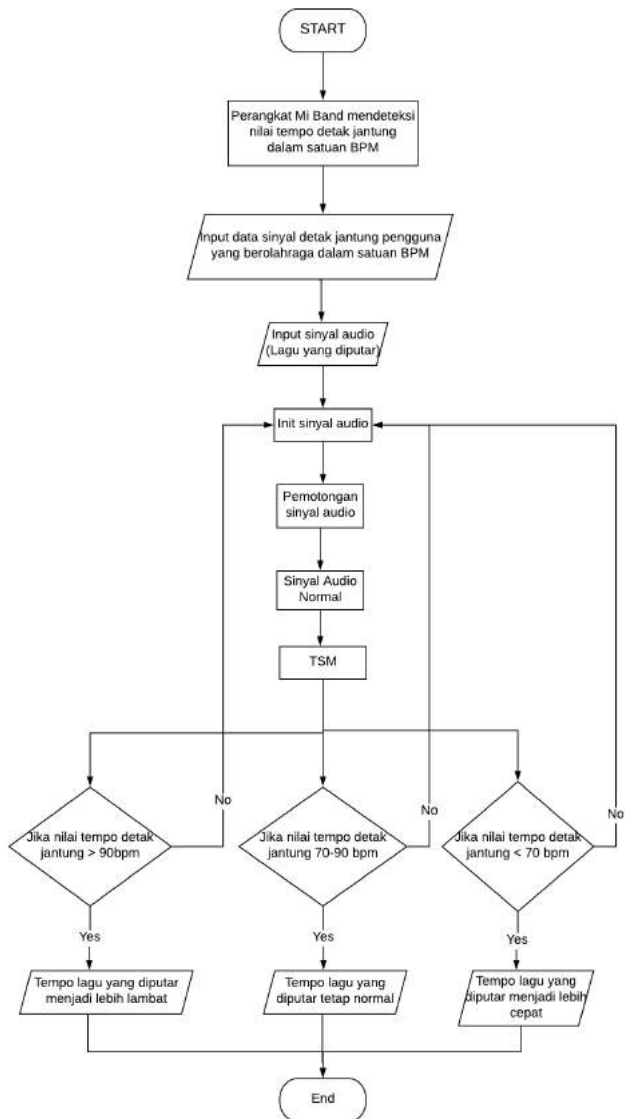 START
Perangkat Mi Band mendeteksi
nilai tempo detak jantung
dalam satuan BPM
Input data sinyal detak jantung pengguna
yang berolahraga dalam satuan BPM
Input sinyal audio
(Lagu yang diputar)
Init sinyal audio
Pemotongan
sinyal audio
Sinyal Audio
Normal
TSM
Jika nilai tempo detak
jantung > 90bpm
No
Yes
Tempo lagu yang diputar
menjadi lebih lambat
Jika nilai tempo detak
jantung 70-90 bpm
No
Yes
Tempo lagu yang
diputar tetap normal
Jika nilai tempo detak
jantung < 70 bpm
No
Yes
Tempo lagu yang
diputar menjadi lebih
cepat
End